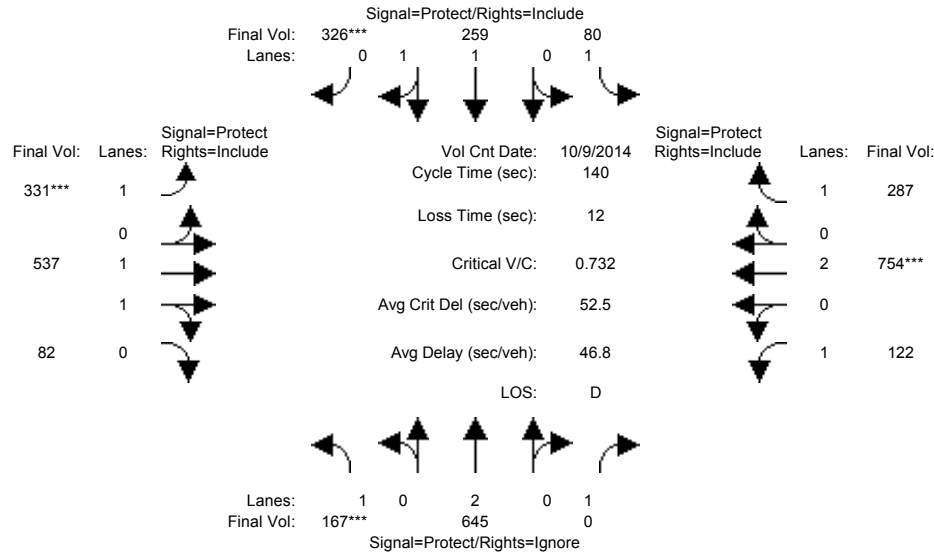 Signal=Protect/Rights=Include
Final Vol: 326*** 259 80
Lanes: 0 1 1 0 1
Signal=Protect
Final Vol: Lanes: Rights=Include
Vol Cnt Date: 10/9/2014
Signal=Protect
Rights=Include Lanes: Final Vol:
Cycle Time (sec): 140
331*** 1
1 287
Loss Time (sec): 12
0
0
537 1
Critical V/C: 0.732
2 754***
1
Avg Crit Del (sec/veh): 52.5
0
82 0
Avg Delay (sec/veh): 46.8
1 122
LOS: D
Lanes: 1 0 2 0 1
Final Vol: 167*** 645 0
Signal=Protect/Rights=Ignore